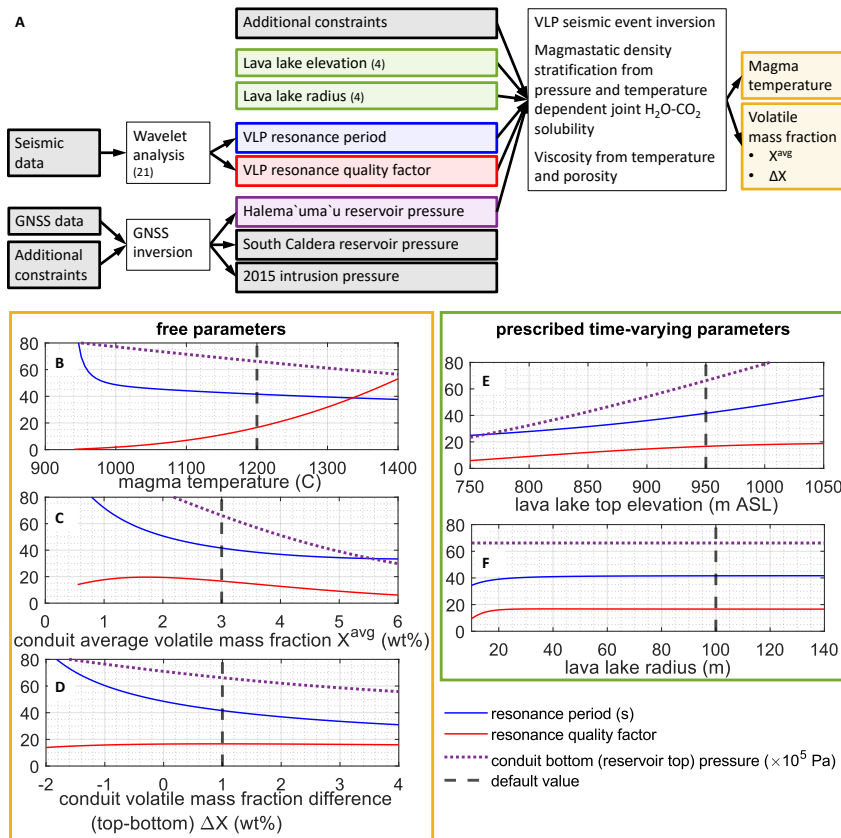 A
Additional constraints
Lava lake elevation (4)
Lava lake radius (4)
Seismic
data
Wavelet
analysis
(21)
VLP resonance period
VLP resonance quality factor
GNSS data
Additional
constraints
GNSS
inversion
Halema`uma`u reservoir pressure
South Caldera reservoir pressure
2015 intrusion pressure
VLP seismic event inversion
Magmastatic density
stratification from
pressure and temperature
dependent joint H₂O-CO₂
solubility
Viscosity from temperature
and porosity
Magma
temperature
Volatile
mass fraction
• Xᵃᵛᵍ
• ΔX
free parameters
B
80
60
40
20
0
900 1000 1100 1200 1300 1400
magma temperature (C)
C
80
60
40
20
0
0 1 2 3 4 5 6
conduit average volatile mass fraction Xᵃᵛᵍ (wt%)
D
80
60
40
20
0
-2 -1 0 1 2 3 4
conduit volatile mass fraction difference
(top-bottom) ΔX (wt%)
prescribed time-varying parameters
E
80
60
40
20
0
750 800 850 900 950 1000 1050
lava lake top elevation (m ASL)
F
80
60
40
20
0
20 40 60 80 100 120 140
lava lake radius (m)
resonance period (s)
resonance quality factor
conduit bottom (reservoir top) pressure (×10⁵ Pa)
default value